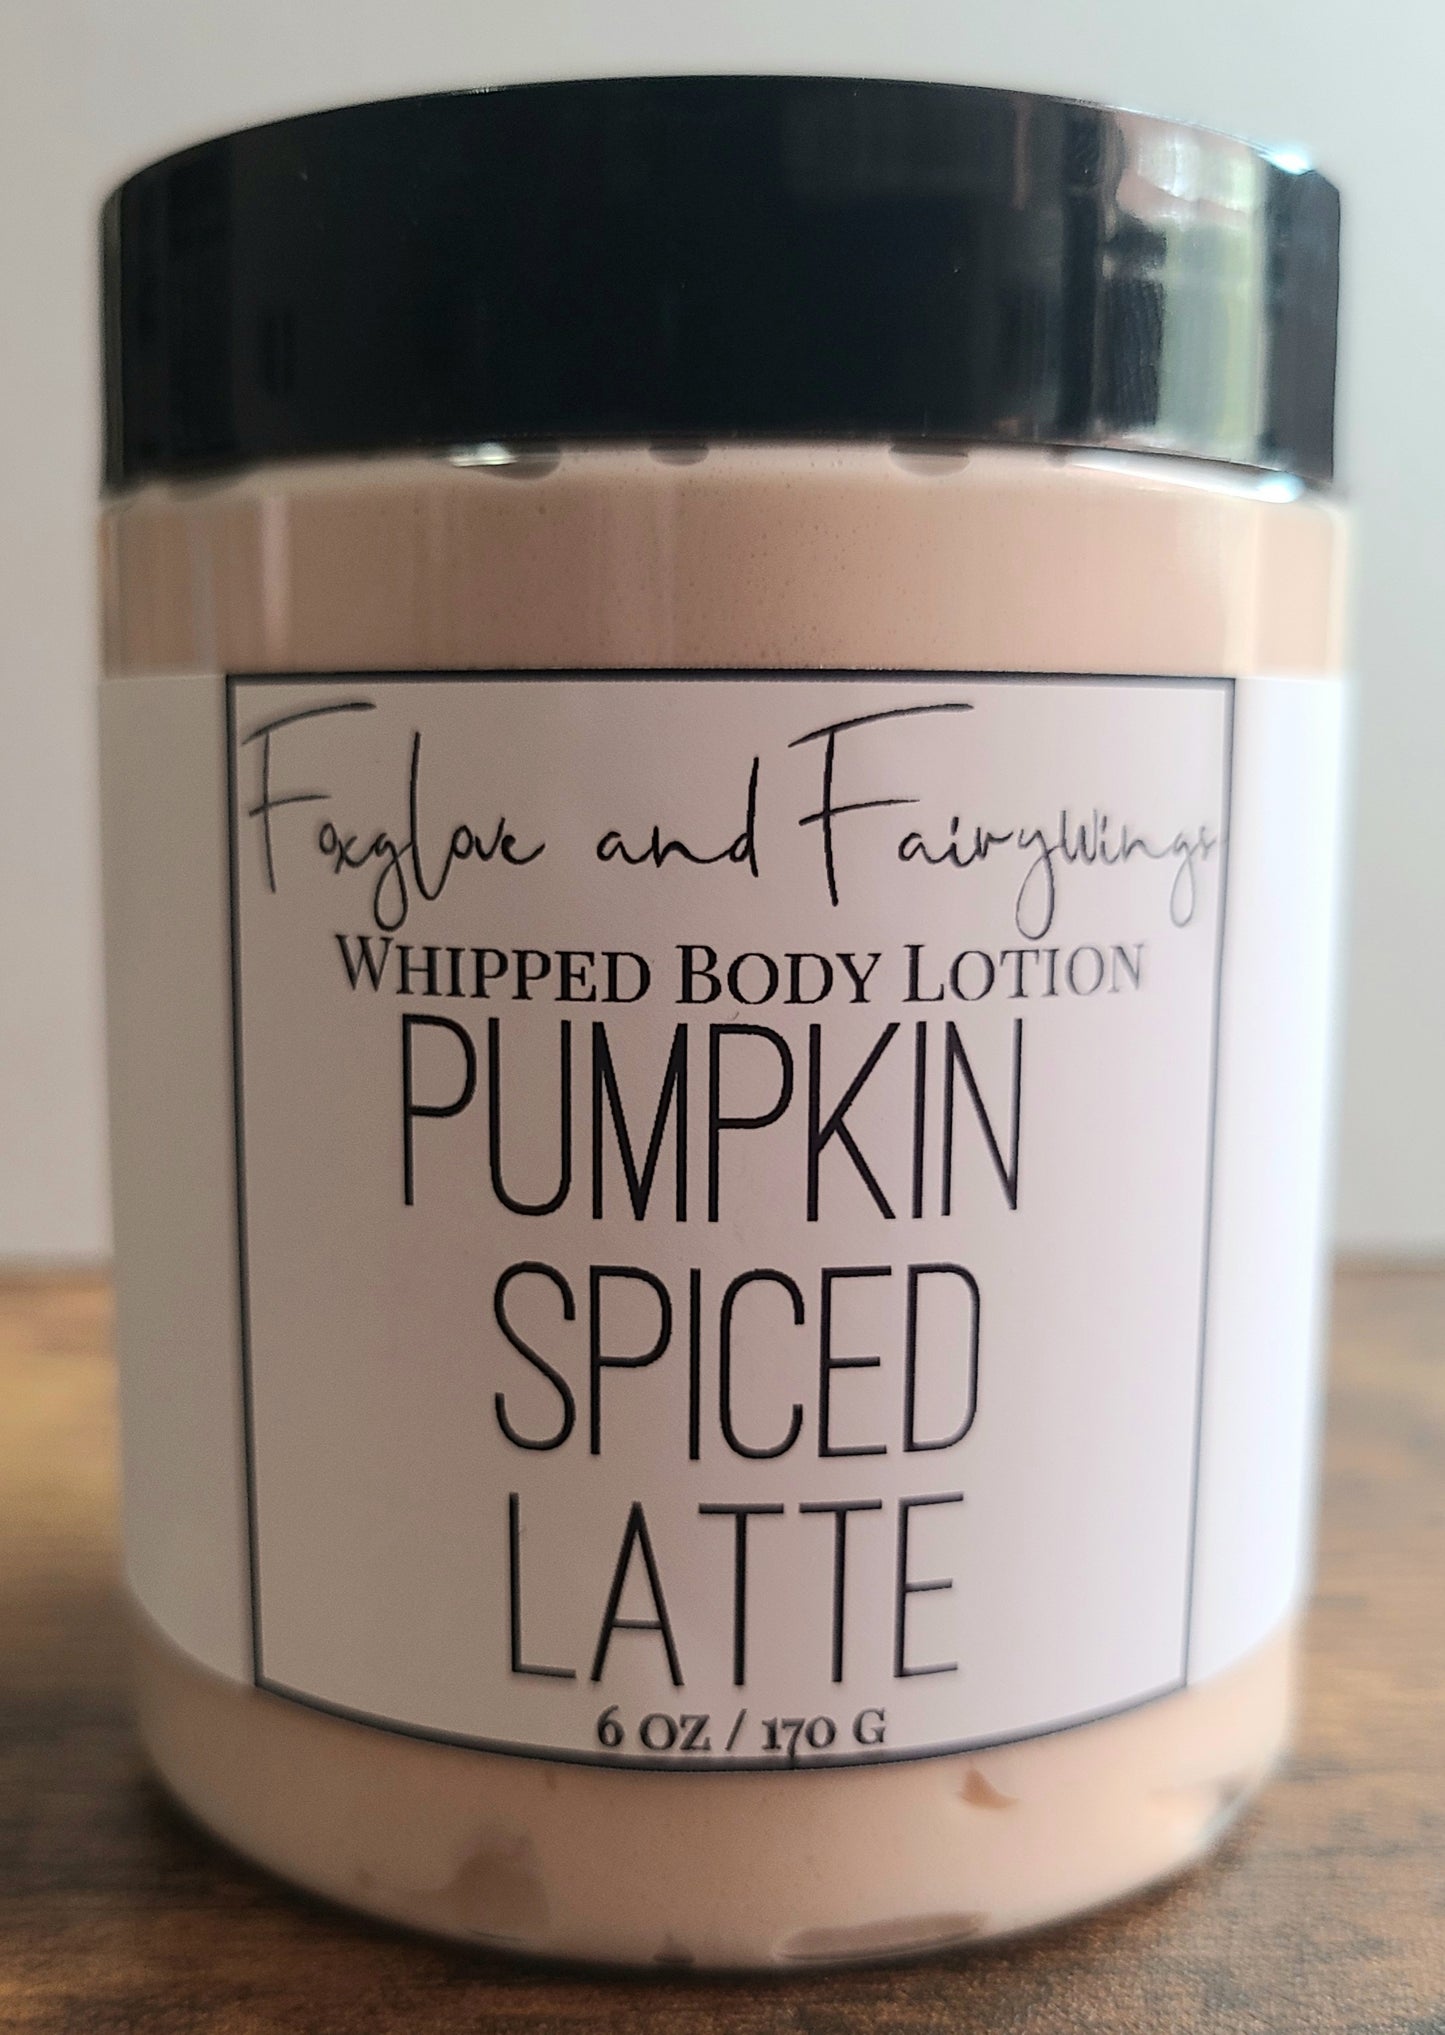 Foxglove and Fairywings
Whipped Body Lotion
PUMPKIN
SPICED
LATTE
6 oz / 170 g